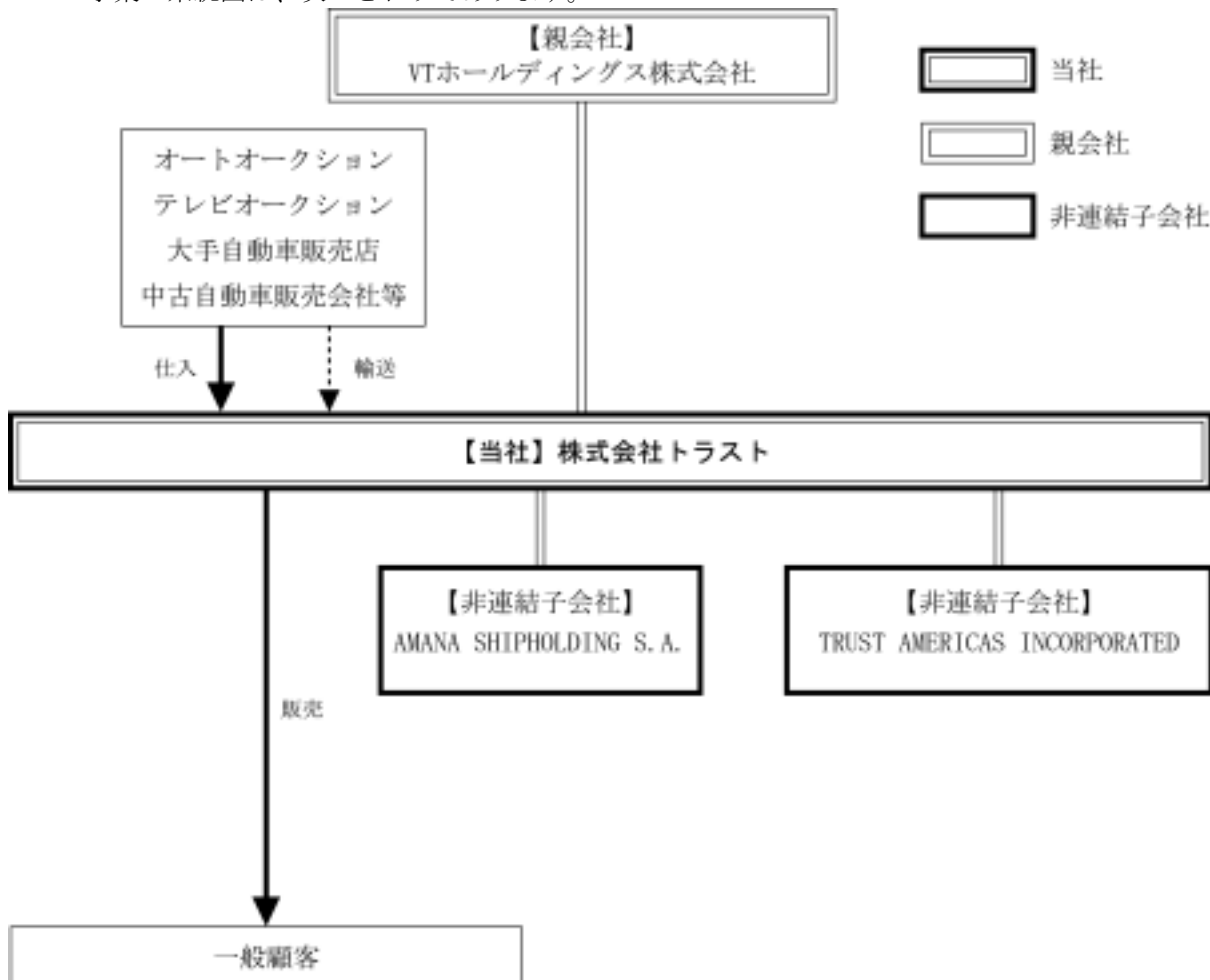 【親会社】
VTホールディングス株式会社
当社
親会社
非連結子会社
オートオークション
テレビオークション
大手自動車販売店
中古自動車販売会社等
仕入
輸送
【当社】株式会社トラスト
【非連結子会社】
AMANA SHIPHOLDING S.A.
【非連結子会社】
TRUST AMERICAS INCORPORATED
販売
一般顧客